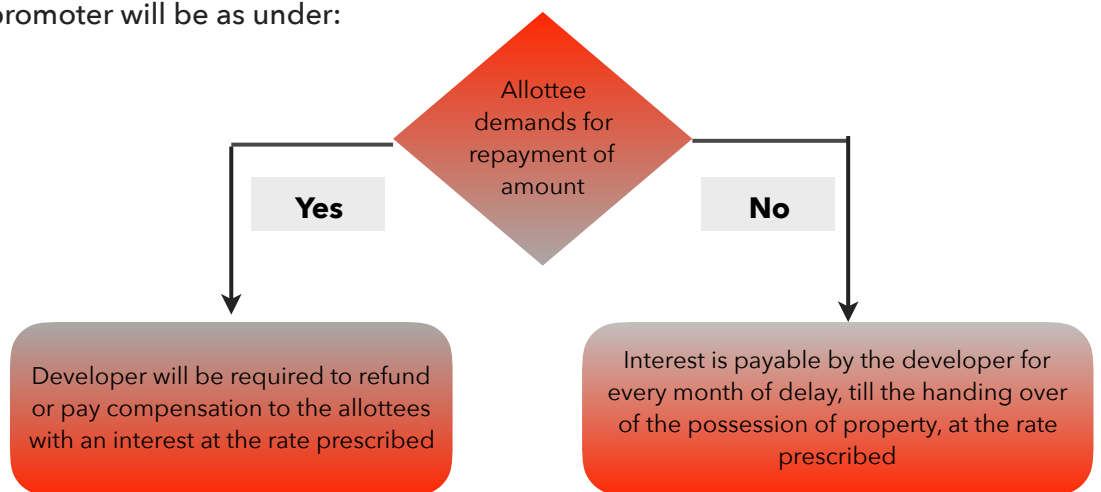 promoter will be as under:
Allottee
demands for
repayment of
amount
Yes
No
Developer will be required to refund
or pay compensation to the allottees
with an interest at the rate prescribed
Interest is payable by the developer for
every month of delay, till the handing over
of the possession of property, at the rate
prescribed